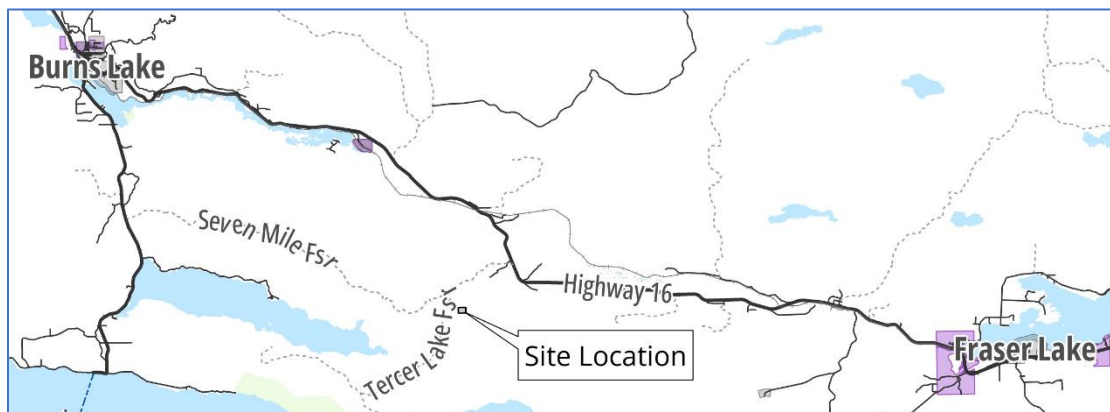 Burns Lake
Seven Mile Fsr
Highway 16
Tercer Lake Fsr
Site Location
Fraser Lake